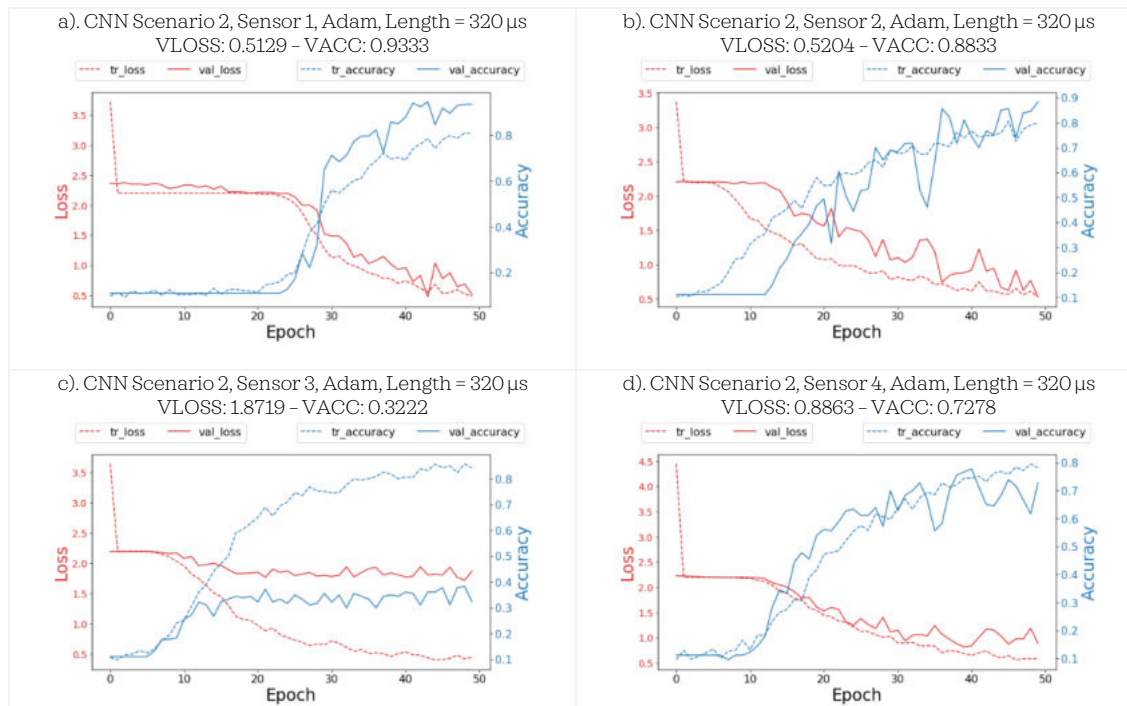 a). CNN Scenario 2, Sensor 1, Adam, Length = 320 µs
VLOSS: 0.5129 – VACC: 0.9333
tr_loss val_loss tr_accuracy val_accuracy
3.5
3.0
2.5
2.0
1.5
1.0
0.5
Loss
0.8
0.6
0.4
0.2
Accuracy
0 10 20 30 40 50
Epoch
b). CNN Scenario 2, Sensor 2, Adam, Length = 320 µs
VLOSS: 0.5204 – VACC: 0.8833
tr_loss val_loss tr_accuracy val_accuracy
3.5
3.0
2.5
2.0
1.5
1.0
0.5
Loss
0.9
0.8
0.7
0.6
0.5
0.4
0.3
0.2
0.1
Accuracy
0 10 20 30 40 50
Epoch
c). CNN Scenario 2, Sensor 3, Adam, Length = 320 µs
VLOSS: 1.8719 – VACC: 0.3222
tr_loss val_loss tr_accuracy val_accuracy
3.5
3.0
2.5
2.0
1.5
1.0
0.5
Loss
0.8
0.7
0.6
0.5
0.4
0.3
0.2
0.1
Accuracy
0 10 20 30 40 50
Epoch
d). CNN Scenario 2, Sensor 4, Adam, Length = 320 µs
VLOSS: 0.8863 – VACC: 0.7278
tr_loss val_loss tr_accuracy val_accuracy
4.5
4.0
3.5
3.0
2.5
2.0
1.5
1.0
0.5
Loss
0.8
0.7
0.6
0.5
0.4
0.3
0.2
0.1
Accuracy
0 10 20 30 40 50
Epoch